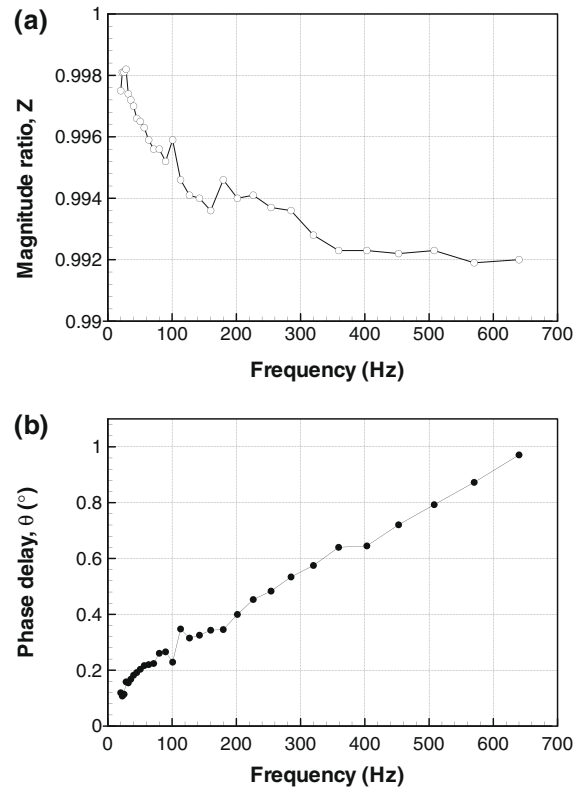 (a)
Magnitude ratio, Z
1
0.998
0.996
0.994
0.992
0.99
0 100 200 300 400 500 600 700
Frequency (Hz)
(b)
Phase delay, θ (°)
1
0.8
0.6
0.4
0.2
0
0 100 200 300 400 500 600 700
Frequency (Hz)